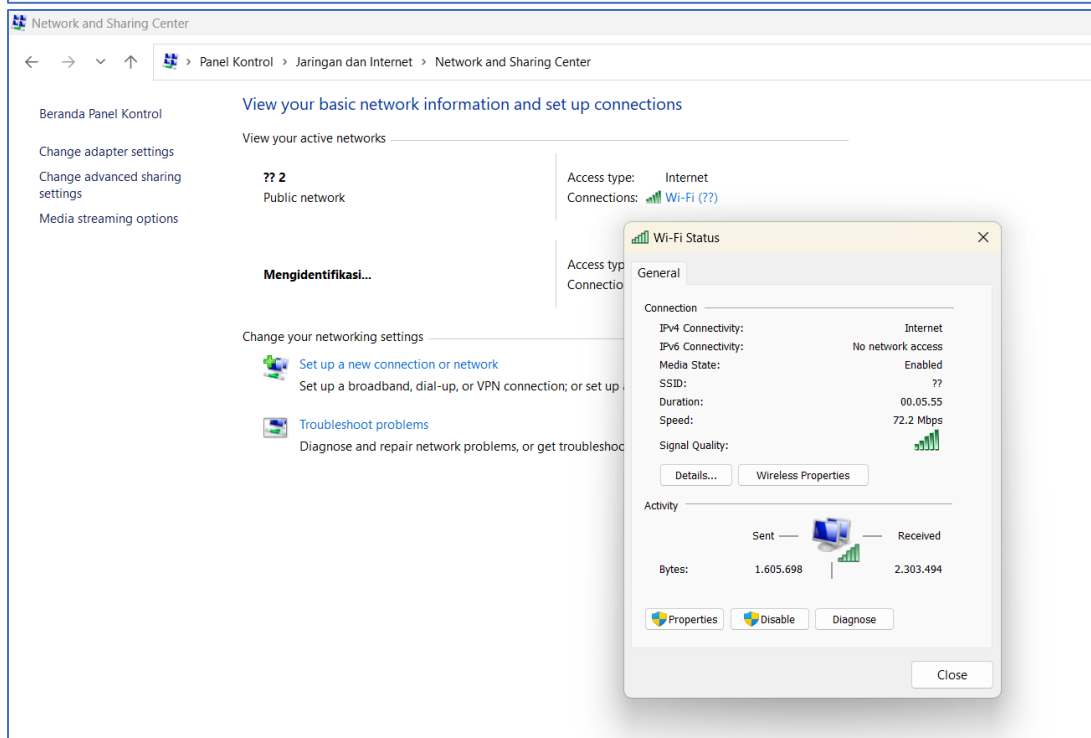 Network and Sharing Center
Panel Kontrol > Jaringan dan Internet > Network and Sharing Center
Beranda Panel Kontrol
Change adapter settings
Change advanced sharing
settings
Media streaming options
View your basic network information and set up connections
View your active networks
?? 2
Public network
Access type: Internet
Connections: Wi-Fi (??)
Mengidentifikasi...
Access typ
Connectio
Change your networking settings
Set up a new connection or network
Set up a broadband, dial-up, or VPN connection; or set up
Troubleshoot problems
Diagnose and repair network problems, or get troubleshoo
Wi-Fi Status
General
Connection
IPv4 Connectivity: Internet
IPv6 Connectivity: No network access
Media State: Enabled
SSID: ??
Duration: 00.05.55
Speed: 72.2 Mbps
Signal Quality:
Details... Wireless Properties
Activity
Sent — — Received
Bytes: 1.605.698 2.303.494
Properties Disable Diagnose
Close